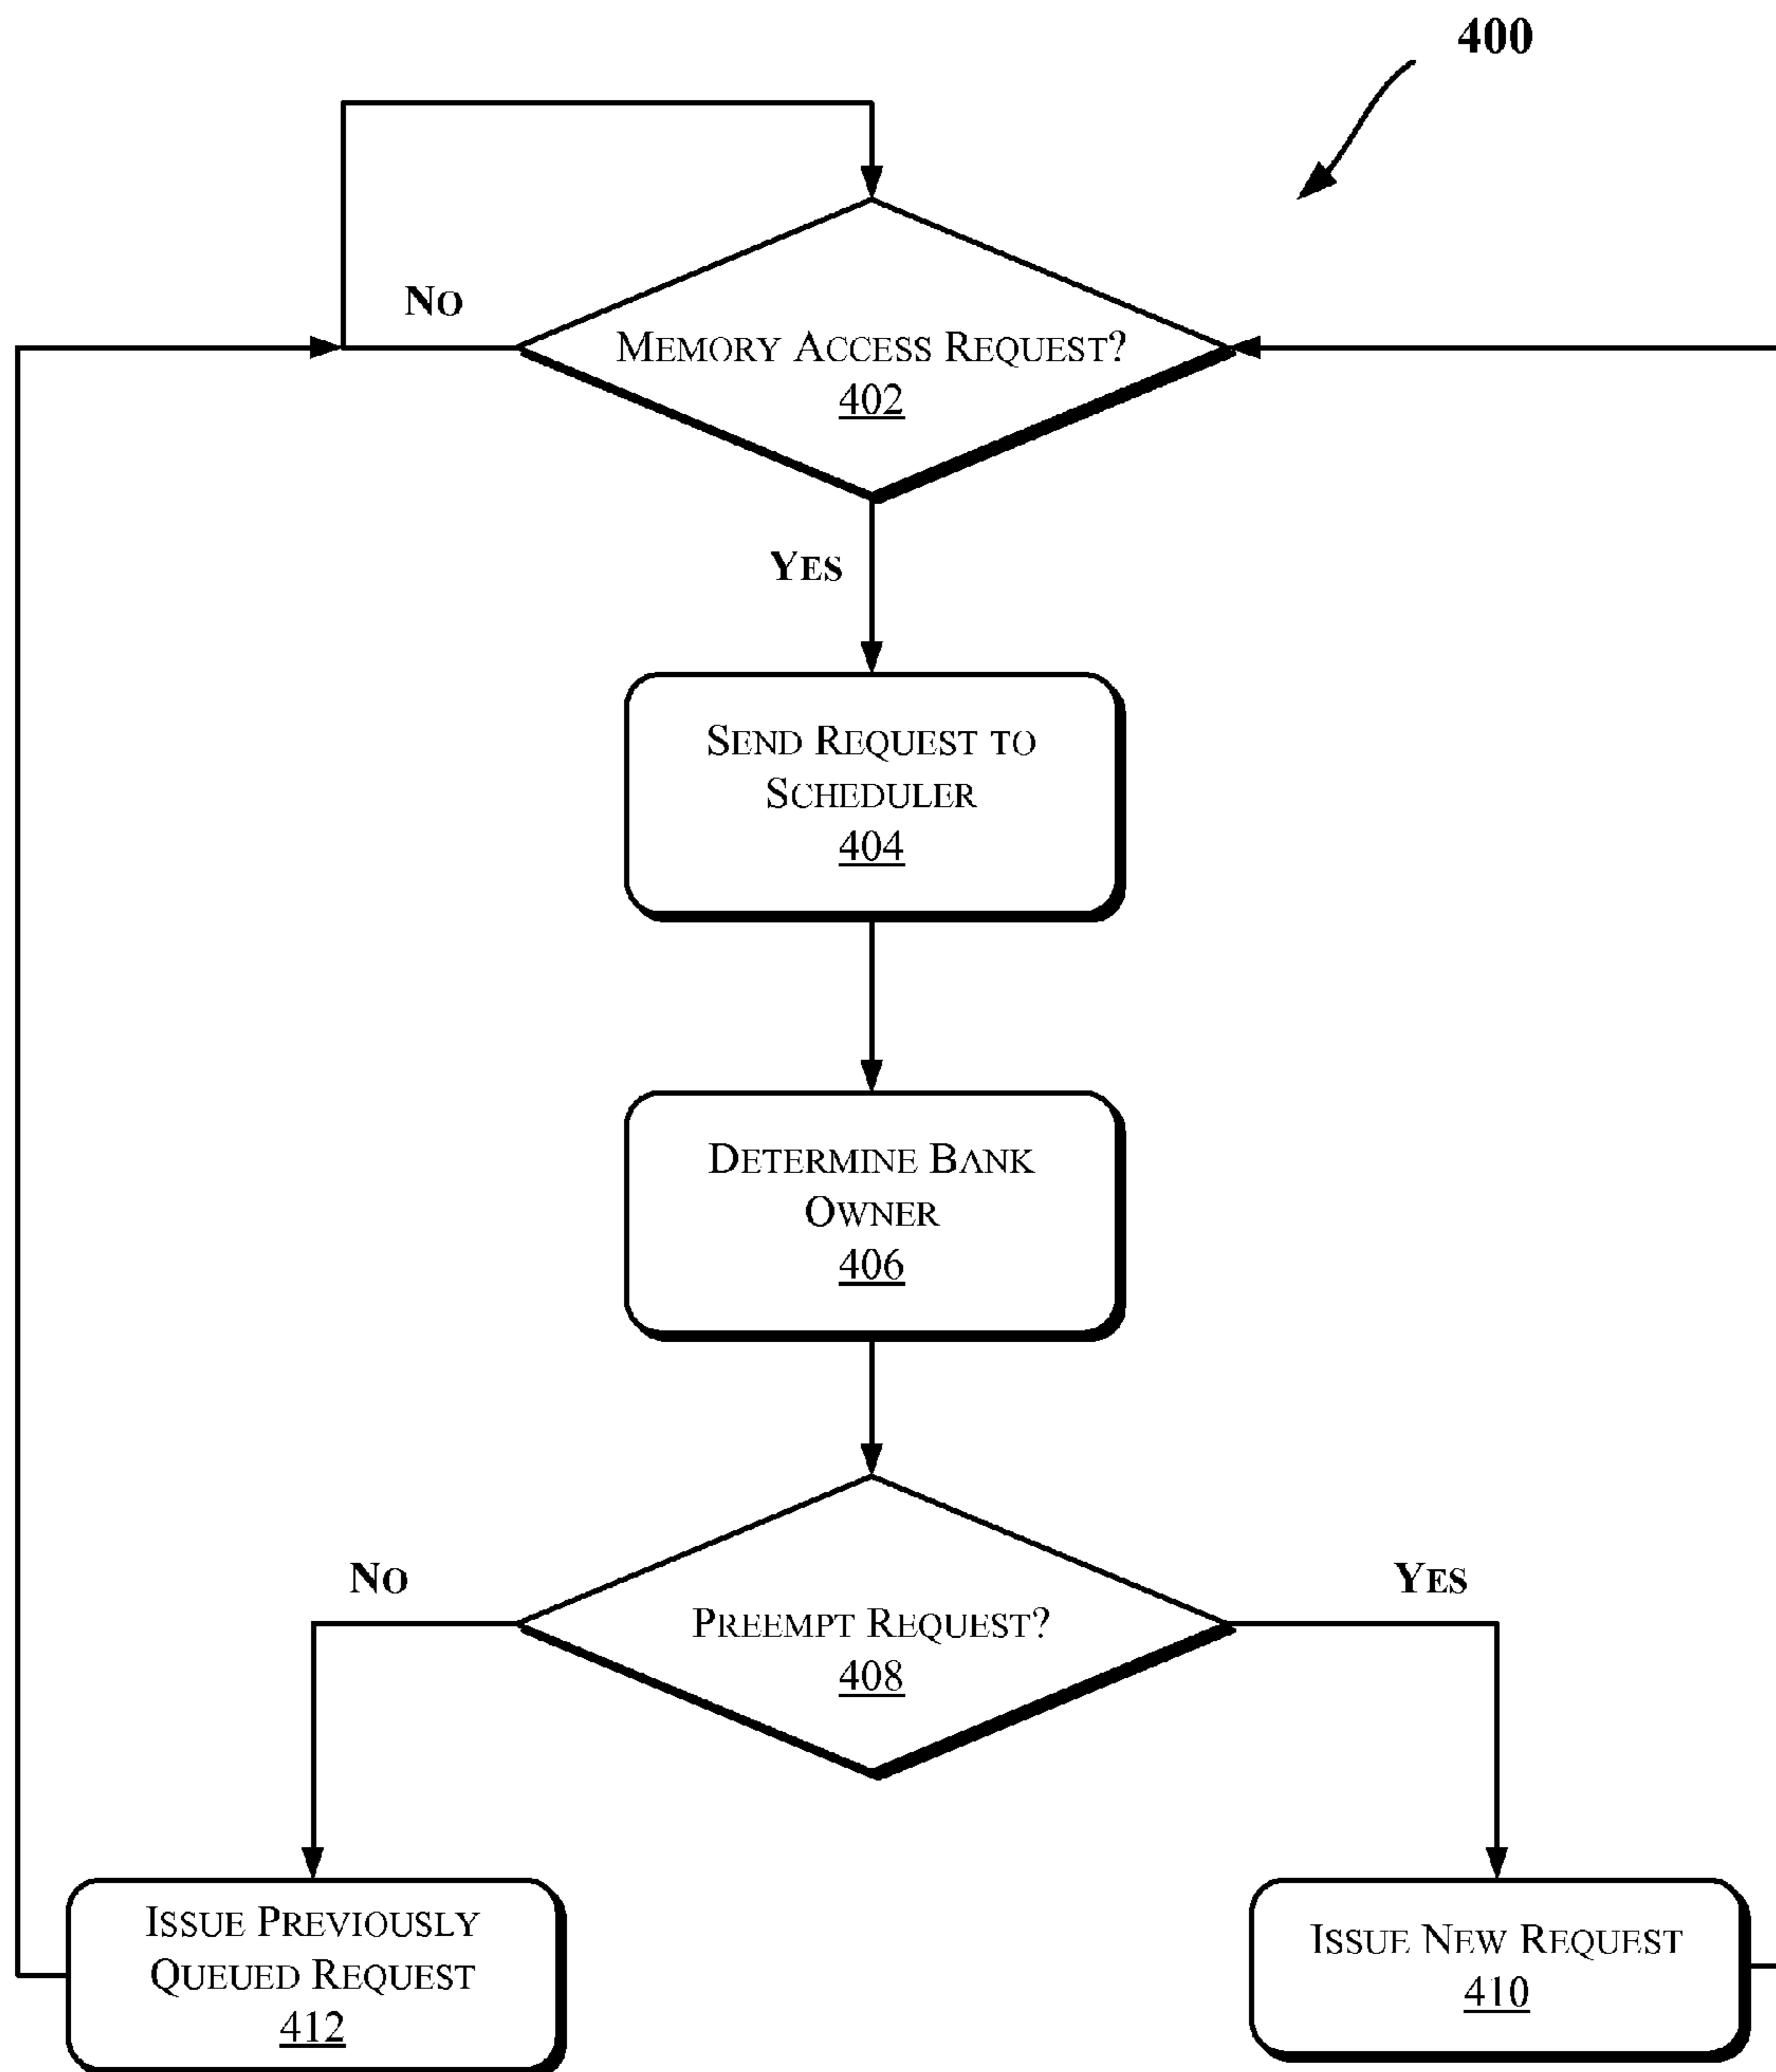 400
NO
MEMORY ACCESS REQUEST?
402
YES
SEND REQUEST TO
SCHEDULER
404
DETERMINE BANK
OWNER
406
NO
YES
PREEMPT REQUEST?
408
ISSUE PREVIOUSLY
QUEUED REQUEST
412
ISSUE NEW REQUEST
410